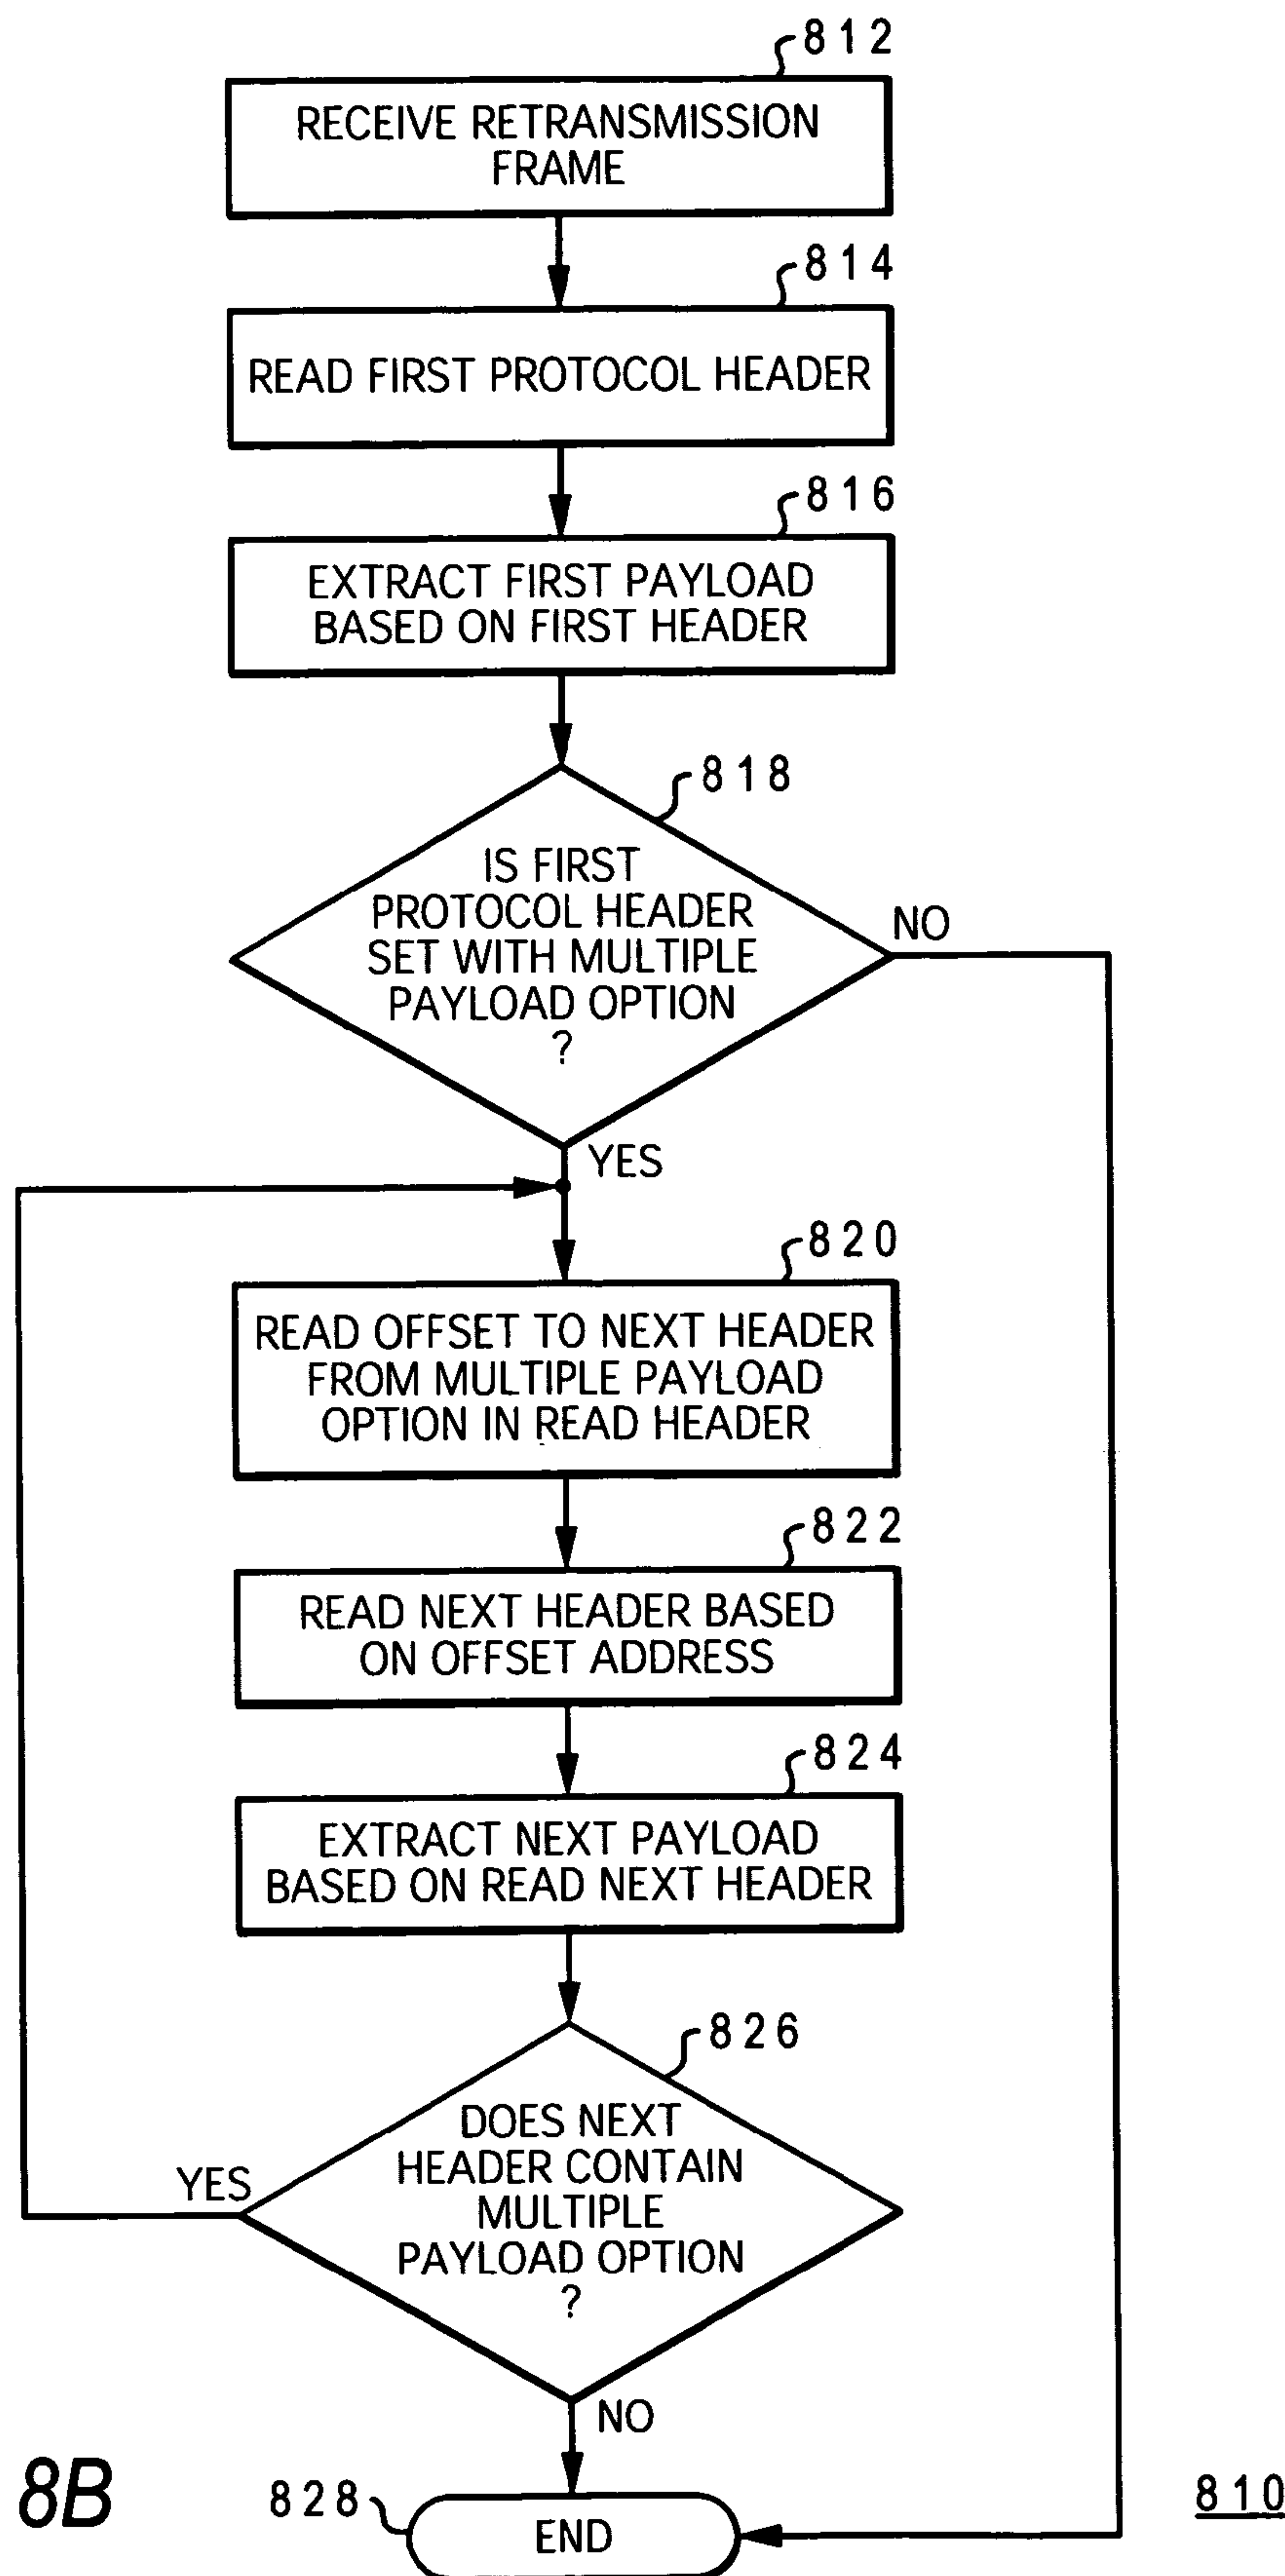 812
RECEIVE RETRANSMISSION
FRAME
814
READ FIRST PROTOCOL HEADER
816
EXTRACT FIRST PAYLOAD
BASED ON FIRST HEADER
818
IS FIRST
PROTOCOL HEADER
SET WITH MULTIPLE
PAYLOAD OPTION
?
NO
YES
820
READ OFFSET TO NEXT HEADER
FROM MULTIPLE PAYLOAD
OPTION IN READ HEADER
822
READ NEXT HEADER BASED
ON OFFSET ADDRESS
824
EXTRACT NEXT PAYLOAD
BASED ON READ NEXT HEADER
826
DOES NEXT
HEADER CONTAIN
MULTIPLE
PAYLOAD OPTION
?
YES
NO
8B
828
END
810